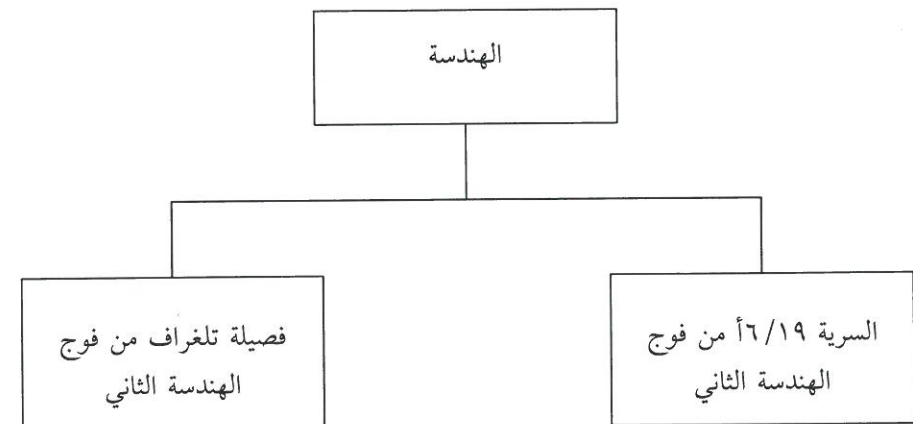 الهندسة
السرية ١٩/ ٦أ من فوج
الهندسة الثاني
فصيلة تلغراف من فوج
الهندسة الثاني